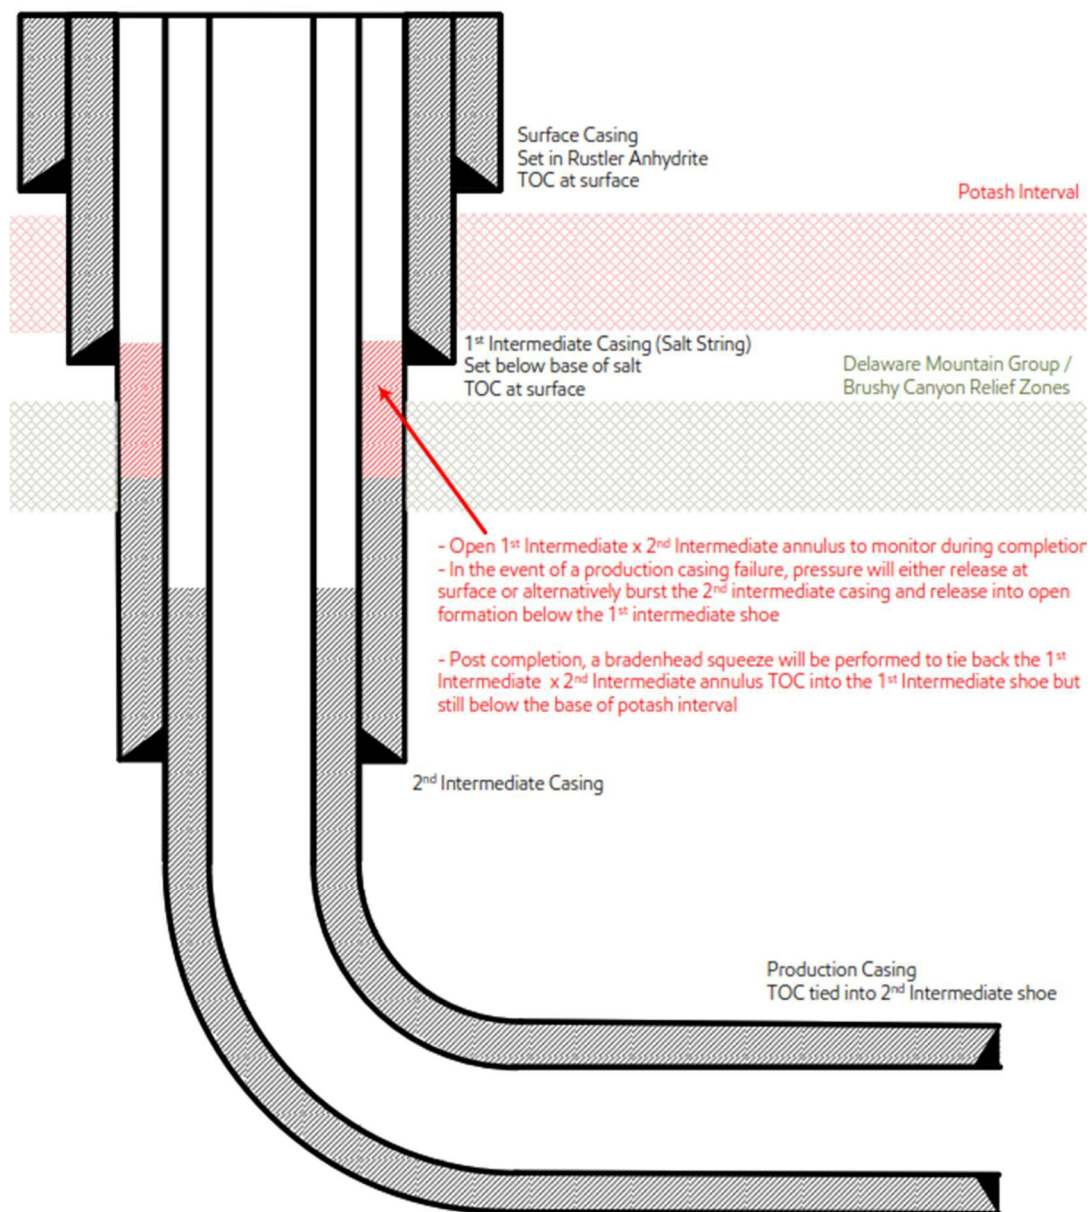 Surface Casing
Set in Rustler Anhydrite
TOC at surface
Potash Interval
1st Intermediate Casing (Salt String)
Set below base of salt
TOC at surface
Delaware Mountain Group /
Brushy Canyon Relief Zones
- Open 1st Intermediate x 2nd Intermediate annulus to monitor during completion
- In the event of a production casing failure, pressure will either release at
surface or alternatively burst the 2nd intermediate casing and release into open
formation below the 1st intermediate shoe
- Post completion, a bradenhead squeeze will be performed to tie back the 1st
Intermediate x 2nd Intermediate annulus TOC into the 1st Intermediate shoe but
still below the base of potash interval
2nd Intermediate Casing
Production Casing
TOC tied into 2nd Intermediate shoe